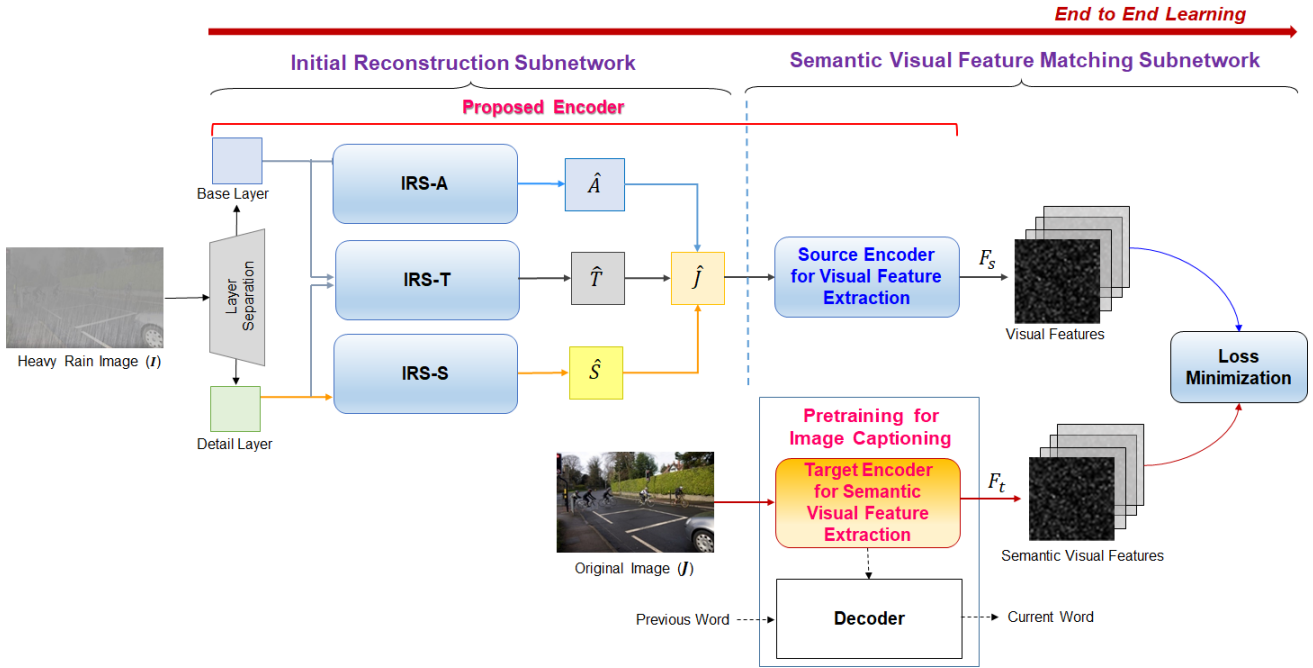 End to End Learning
Initial Reconstruction Subnetwork
Semantic Visual Feature Matching Subnetwork
Proposed Encoder
Base Layer
IRS-A
Â
Layer
Separation
IRS-T
T̂
Ĵ
Source Encoder
for Visual Feature
Extraction
Fₛ
Visual Features
Heavy Rain Image (I)
IRS-S
Ŝ
Detail Layer
Loss
Minimization
Pretraining for
Image Captioning
Target Encoder
for Semantic
Visual Feature
Extraction
Fₜ
Semantic Visual Features
Original Image (J)
Previous Word
Decoder
Current Word